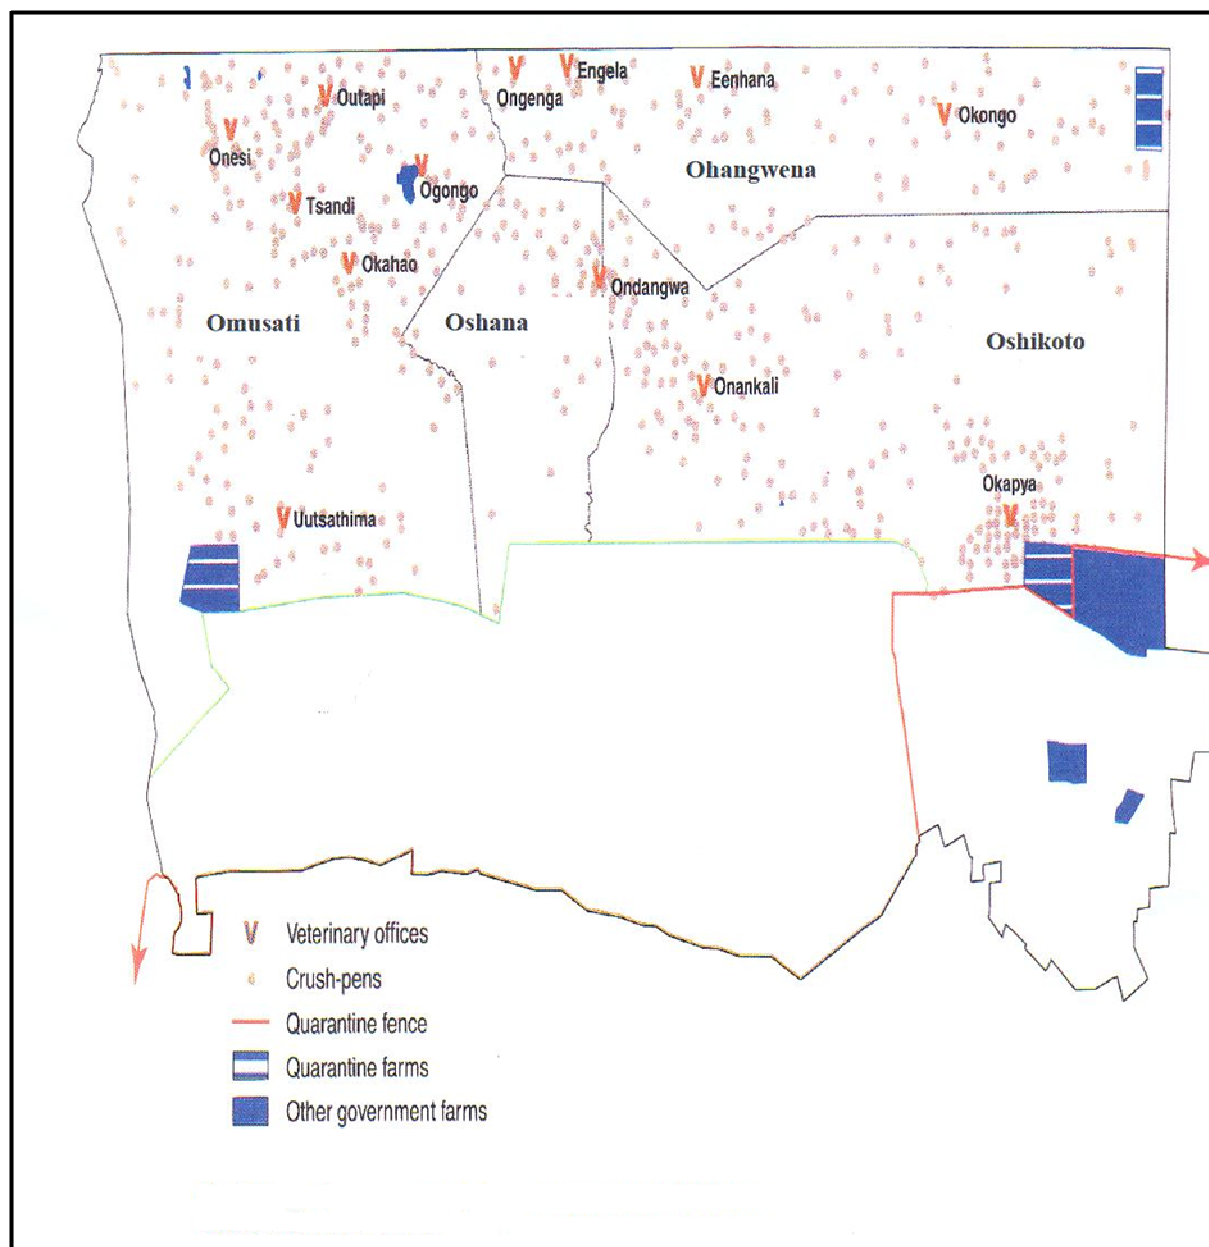 Engela
Ongenga
Eenhana
Outapi
Okongo
Onesi
Ohangwena
Ogongo
Tsandi
Okahao
Ondangwa
Omusati
Oshana
Oshikoto
Onankali
Okapya
Uutsathima
V Veterinary offices
Crush-pens
Quarantine fence
Quarantine farms
Other government farms